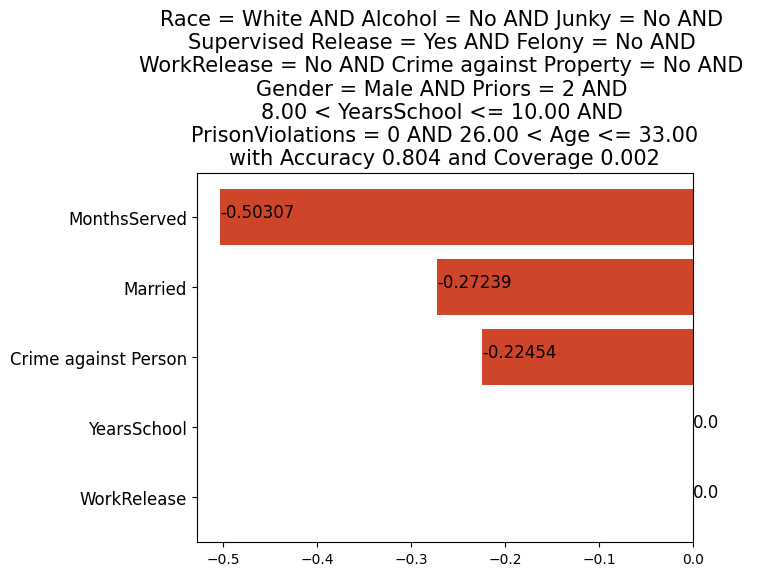 Race = White AND Alcohol = No AND Junky = No AND
Supervised Release = Yes AND Felony = No AND
WorkRelease = No AND Crime against Property = No AND
Gender = Male AND Priors = 2 AND
8.00 < YearsSchool <= 10.00 AND
PrisonViolations = 0 AND 26.00 < Age <= 33.00
with Accuracy 0.804 and Coverage 0.002
MonthsServed
-0.50307
Married
-0.27239
Crime against Person
-0.22454
YearsSchool
0.0
WorkRelease
0.0
−0.5 −0.4 −0.3 −0.2 −0.1 0.0